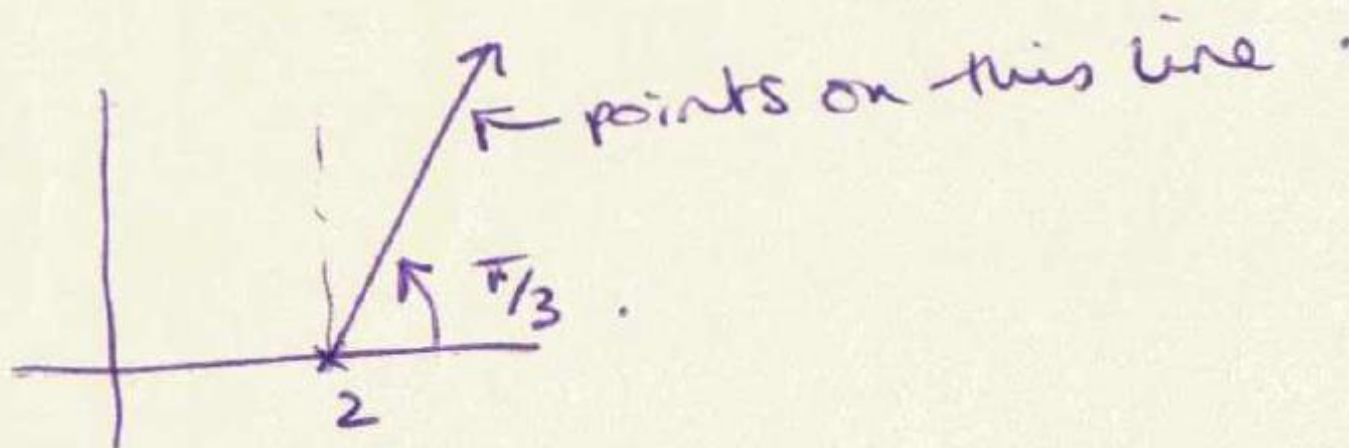 points on this line.
π/3.
2